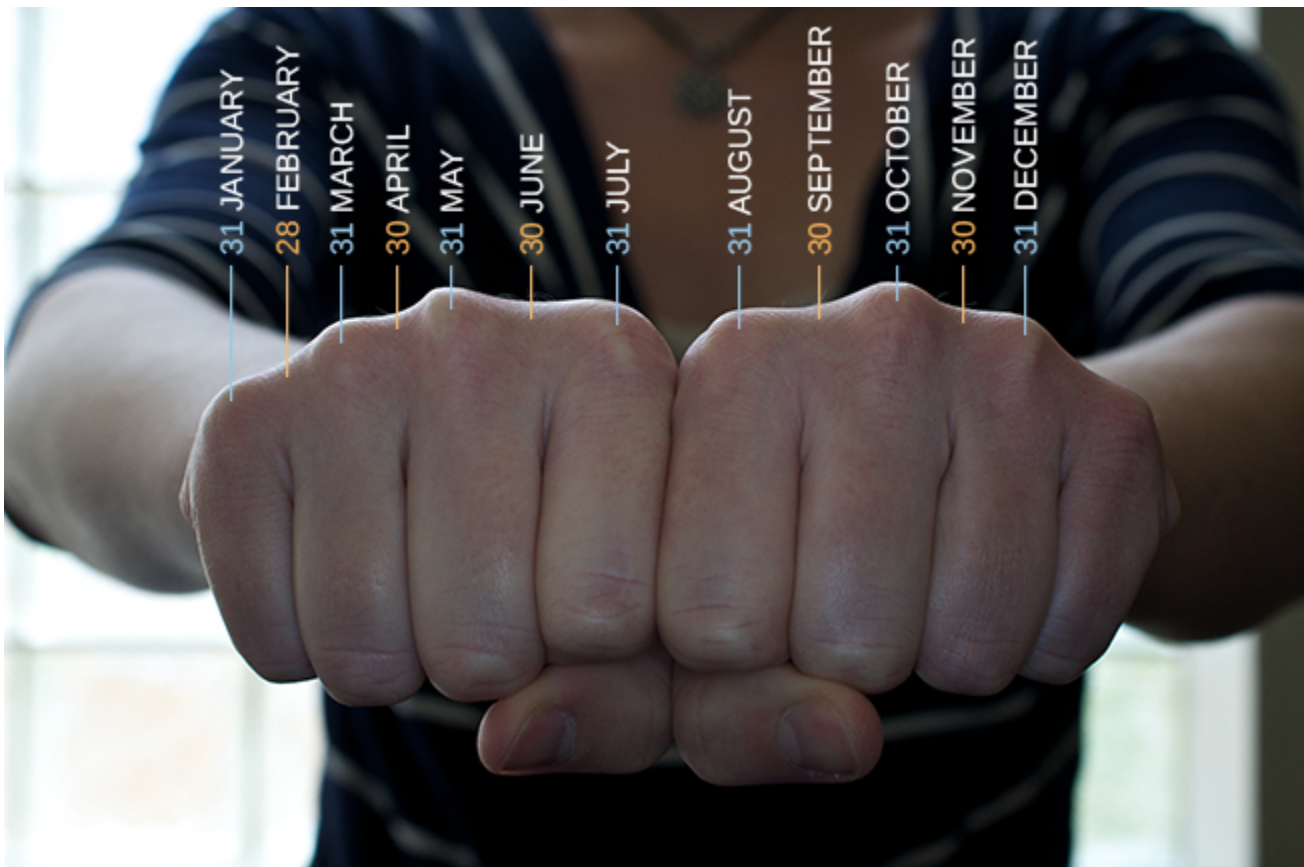 31 JANUARY
28 FEBRUARY
31 MARCH
30 APRIL
31 MAY
30 JUNE
31 JULY
31 AUGUST
30 SEPTEMBER
31 OCTOBER
30 NOVEMBER
31 DECEMBER